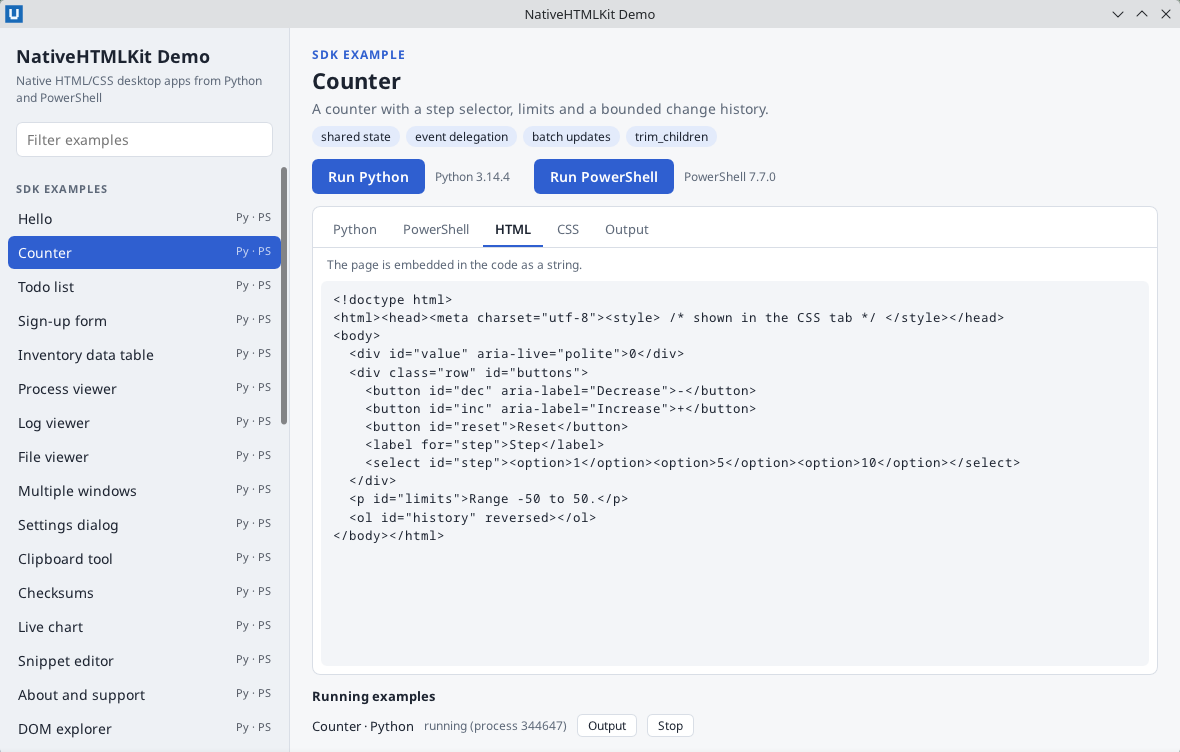 NativeHTMLKit Demo
NativeHTMLKit Demo
Native HTML/CSS desktop apps from Python
and PowerShell
Filter examples
SDK EXAMPLES
Hello Py · PS
Counter Py · PS
Todo list Py · PS
Sign-up form Py · PS
Inventory data table Py · PS
Process viewer Py · PS
Log viewer Py · PS
File viewer Py · PS
Multiple windows Py · PS
Settings dialog Py · PS
Clipboard tool Py · PS
Checksums Py · PS
Live chart Py · PS
Snippet editor Py · PS
About and support Py · PS
DOM explorer Py · PS
SDK EXAMPLE
Counter
A counter with a step selector, limits and a bounded change history.
shared state event delegation batch updates trim_children
Run Python Python 3.14.4 Run PowerShell PowerShell 7.7.0
Python PowerShell HTML CSS Output
The page is embedded in the code as a string.
<!doctype html>
<html><head><meta charset="utf-8"><style> /* shown in the CSS tab */ </style></head>
<body>
  <div id="value" aria-live="polite">0</div>
  <div class="row" id="buttons">
    <button id="dec" aria-label="Decrease">-</button>
    <button id="inc" aria-label="Increase">+</button>
    <button id="reset">Reset</button>
    <label for="step">Step</label>
    <select id="step"><option>1</option><option>5</option><option>10</option></select>
  </div>
  <p id="limits">Range -50 to 50.</p>
  <ol id="history" reversed></ol>
</body></html>
Running examples
Counter · Python running (process 344647) Output Stop